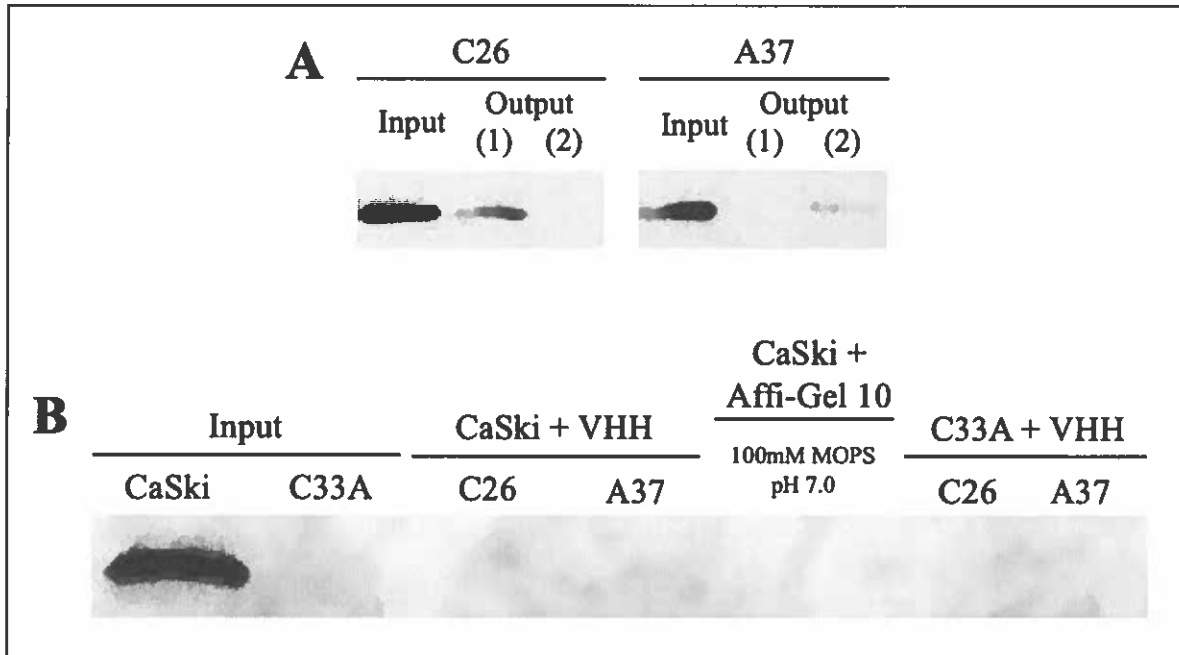 A
C26
A37
Input
Output
Input
Output
(1)
(2)
(1)
(2)
B
Input
CaSki + VHH
CaSki +
Affi-Gel 10
C33A + VHH
100mM MOPS
pH 7.0
CaSki
C33A
C26
A37
C26
A37